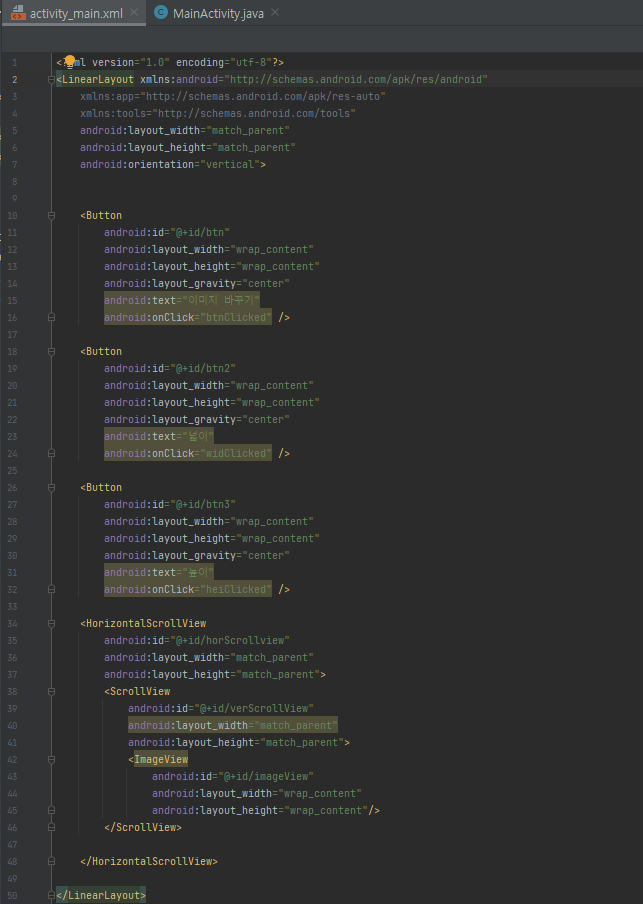 activity_main.xml
MainActivity.java
1 <?xml version="1.0" encoding="utf-8"?>
2 <LinearLayout xmlns:android="http://schemas.android.com/apk/res/android"
3 xmlns:app="http://schemas.android.com/apk/res-auto"
4 xmlns:tools="http://schemas.android.com/tools"
5 android:layout_width="match_parent"
6 android:layout_height="match_parent"
7 android:orientation="vertical">
8
9
10 <Button
11 android:id="@+id/btn"
12 android:layout_width="wrap_content"
13 android:layout_height="wrap_content"
14 android:layout_gravity="center"
15 android:text="이미지 바꾸기"
16 android:onClick="btnClicked" />
17
18 <Button
19 android:id="@+id/btn2"
20 android:layout_width="wrap_content"
21 android:layout_height="wrap_content"
22 android:layout_gravity="center"
23 android:text="넓이"
24 android:onClick="widClicked" />
25
26 <Button
27 android:id="@+id/btn3"
28 android:layout_width="wrap_content"
29 android:layout_height="wrap_content"
30 android:layout_gravity="center"
31 android:text="높이"
32 android:onClick="heiClicked" />
33
34 <HorizontalScrollView
35 android:id="@+id/horScrollview"
36 android:layout_width="match_parent"
37 android:layout_height="match_parent">
38 <ScrollView
39 android:id="@+id/verScrollView"
40 android:layout_width="match_parent"
41 android:layout_height="match_parent">
42 <ImageView
43 android:id="@+id/imageView"
44 android:layout_width="wrap_content"
45 android:layout_height="wrap_content"/>
46 </ScrollView>
47
48 </HorizontalScrollView>
49
50 </LinearLayout>